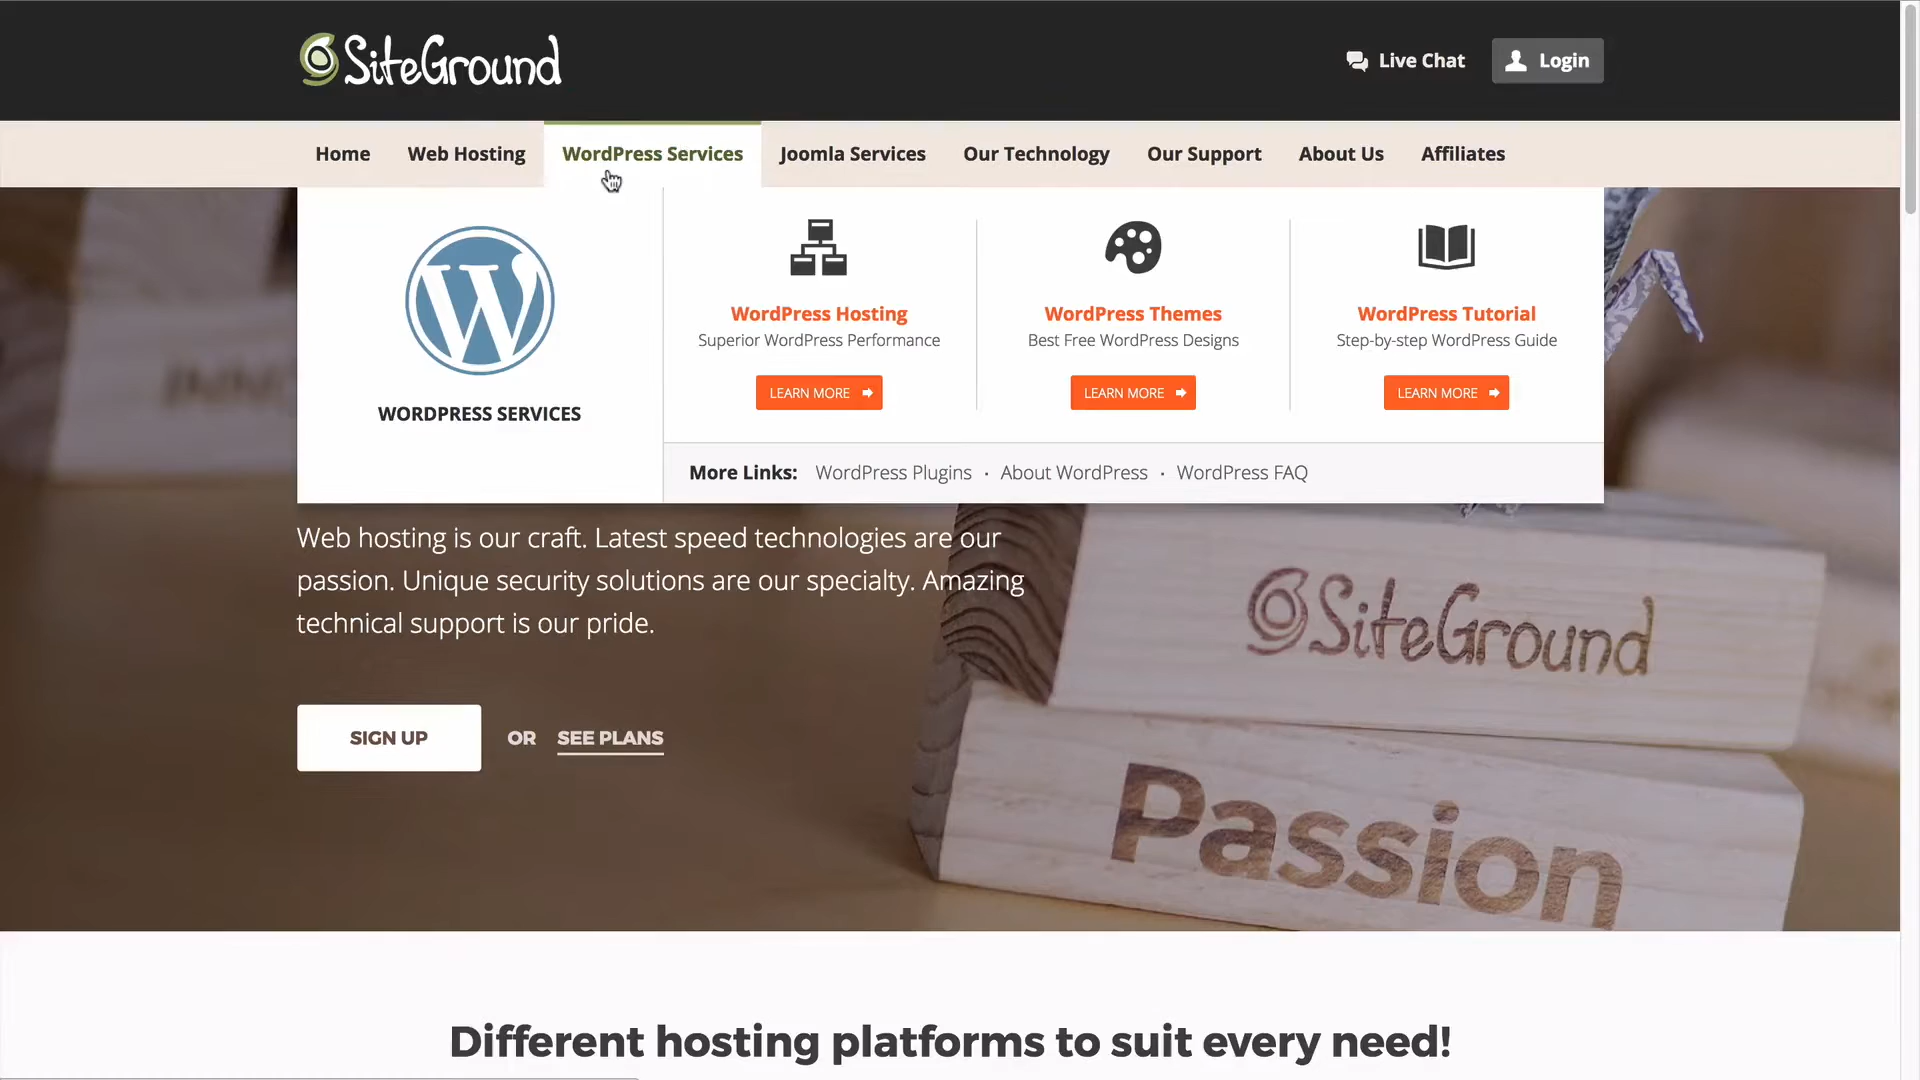 SiteGround
Live Chat
Login
Home
Web Hosting
WordPress Services
Joomla Services
Our Technology
Our Support
About Us
Affiliates
WORDPRESS SERVICES
WordPress Hosting
Superior WordPress Performance
LEARN MORE
WordPress Themes
Best Free WordPress Designs
LEARN MORE
WordPress Tutorial
Step-by-step WordPress Guide
LEARN MORE
More Links: WordPress Plugins · About WordPress · WordPress FAQ
Web hosting is our craft. Latest speed technologies are our
passion. Unique security solutions are our specialty. Amazing
technical support is our pride.
SIGN UP OR SEE PLANS
SiteGround
Passion
Different hosting platforms to suit every need!